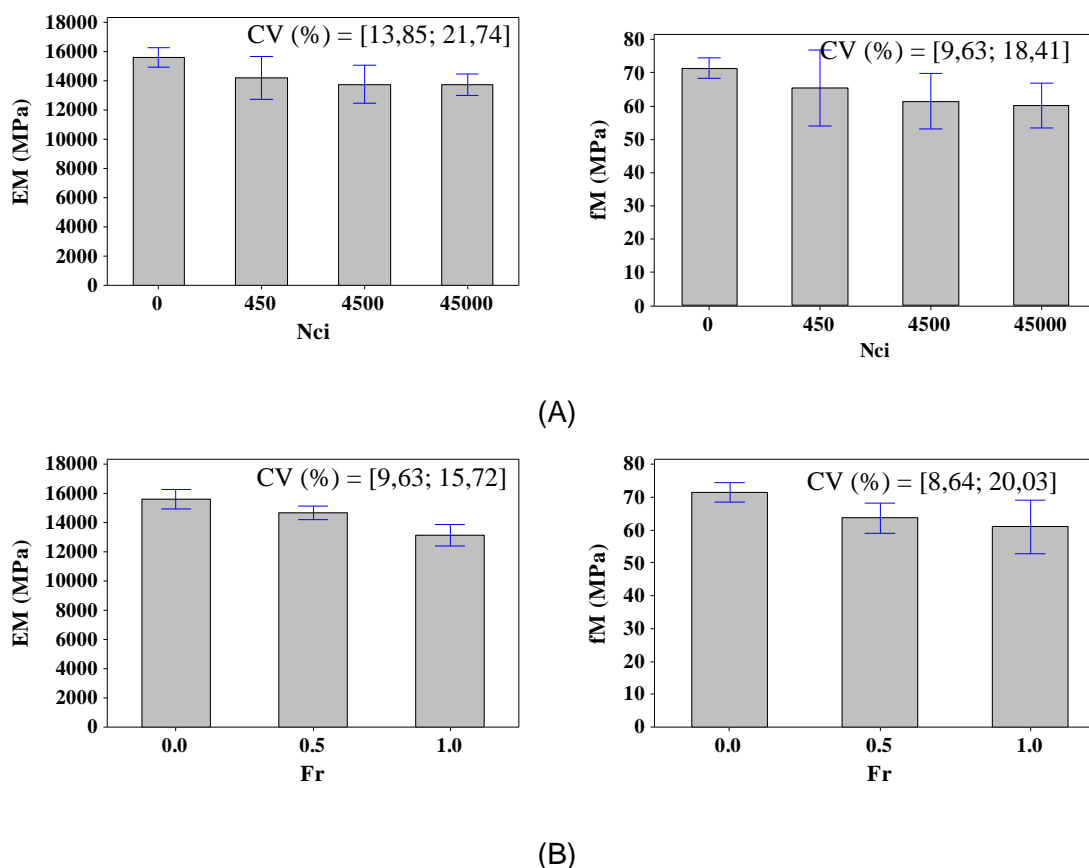 CV (%) = [13,85; 21,74]
EM (MPa)
18000
16000
14000
12000
10000
8000
6000
4000
2000
0
0 450 4500 45000
Nci
CV (%) = [9,63; 18,41]
fM (MPa)
80
70
60
50
40
30
20
10
0
0 450 4500 45000
Nci
(A)
CV (%) = [9,63; 15,72]
EM (MPa)
18000
16000
14000
12000
10000
8000
6000
4000
2000
0
0.0 0.5 1.0
Fr
CV (%) = [8,64; 20,03]
fM (MPa)
80
70
60
50
40
30
20
10
0
0.0 0.5 1.0
Fr
(B)